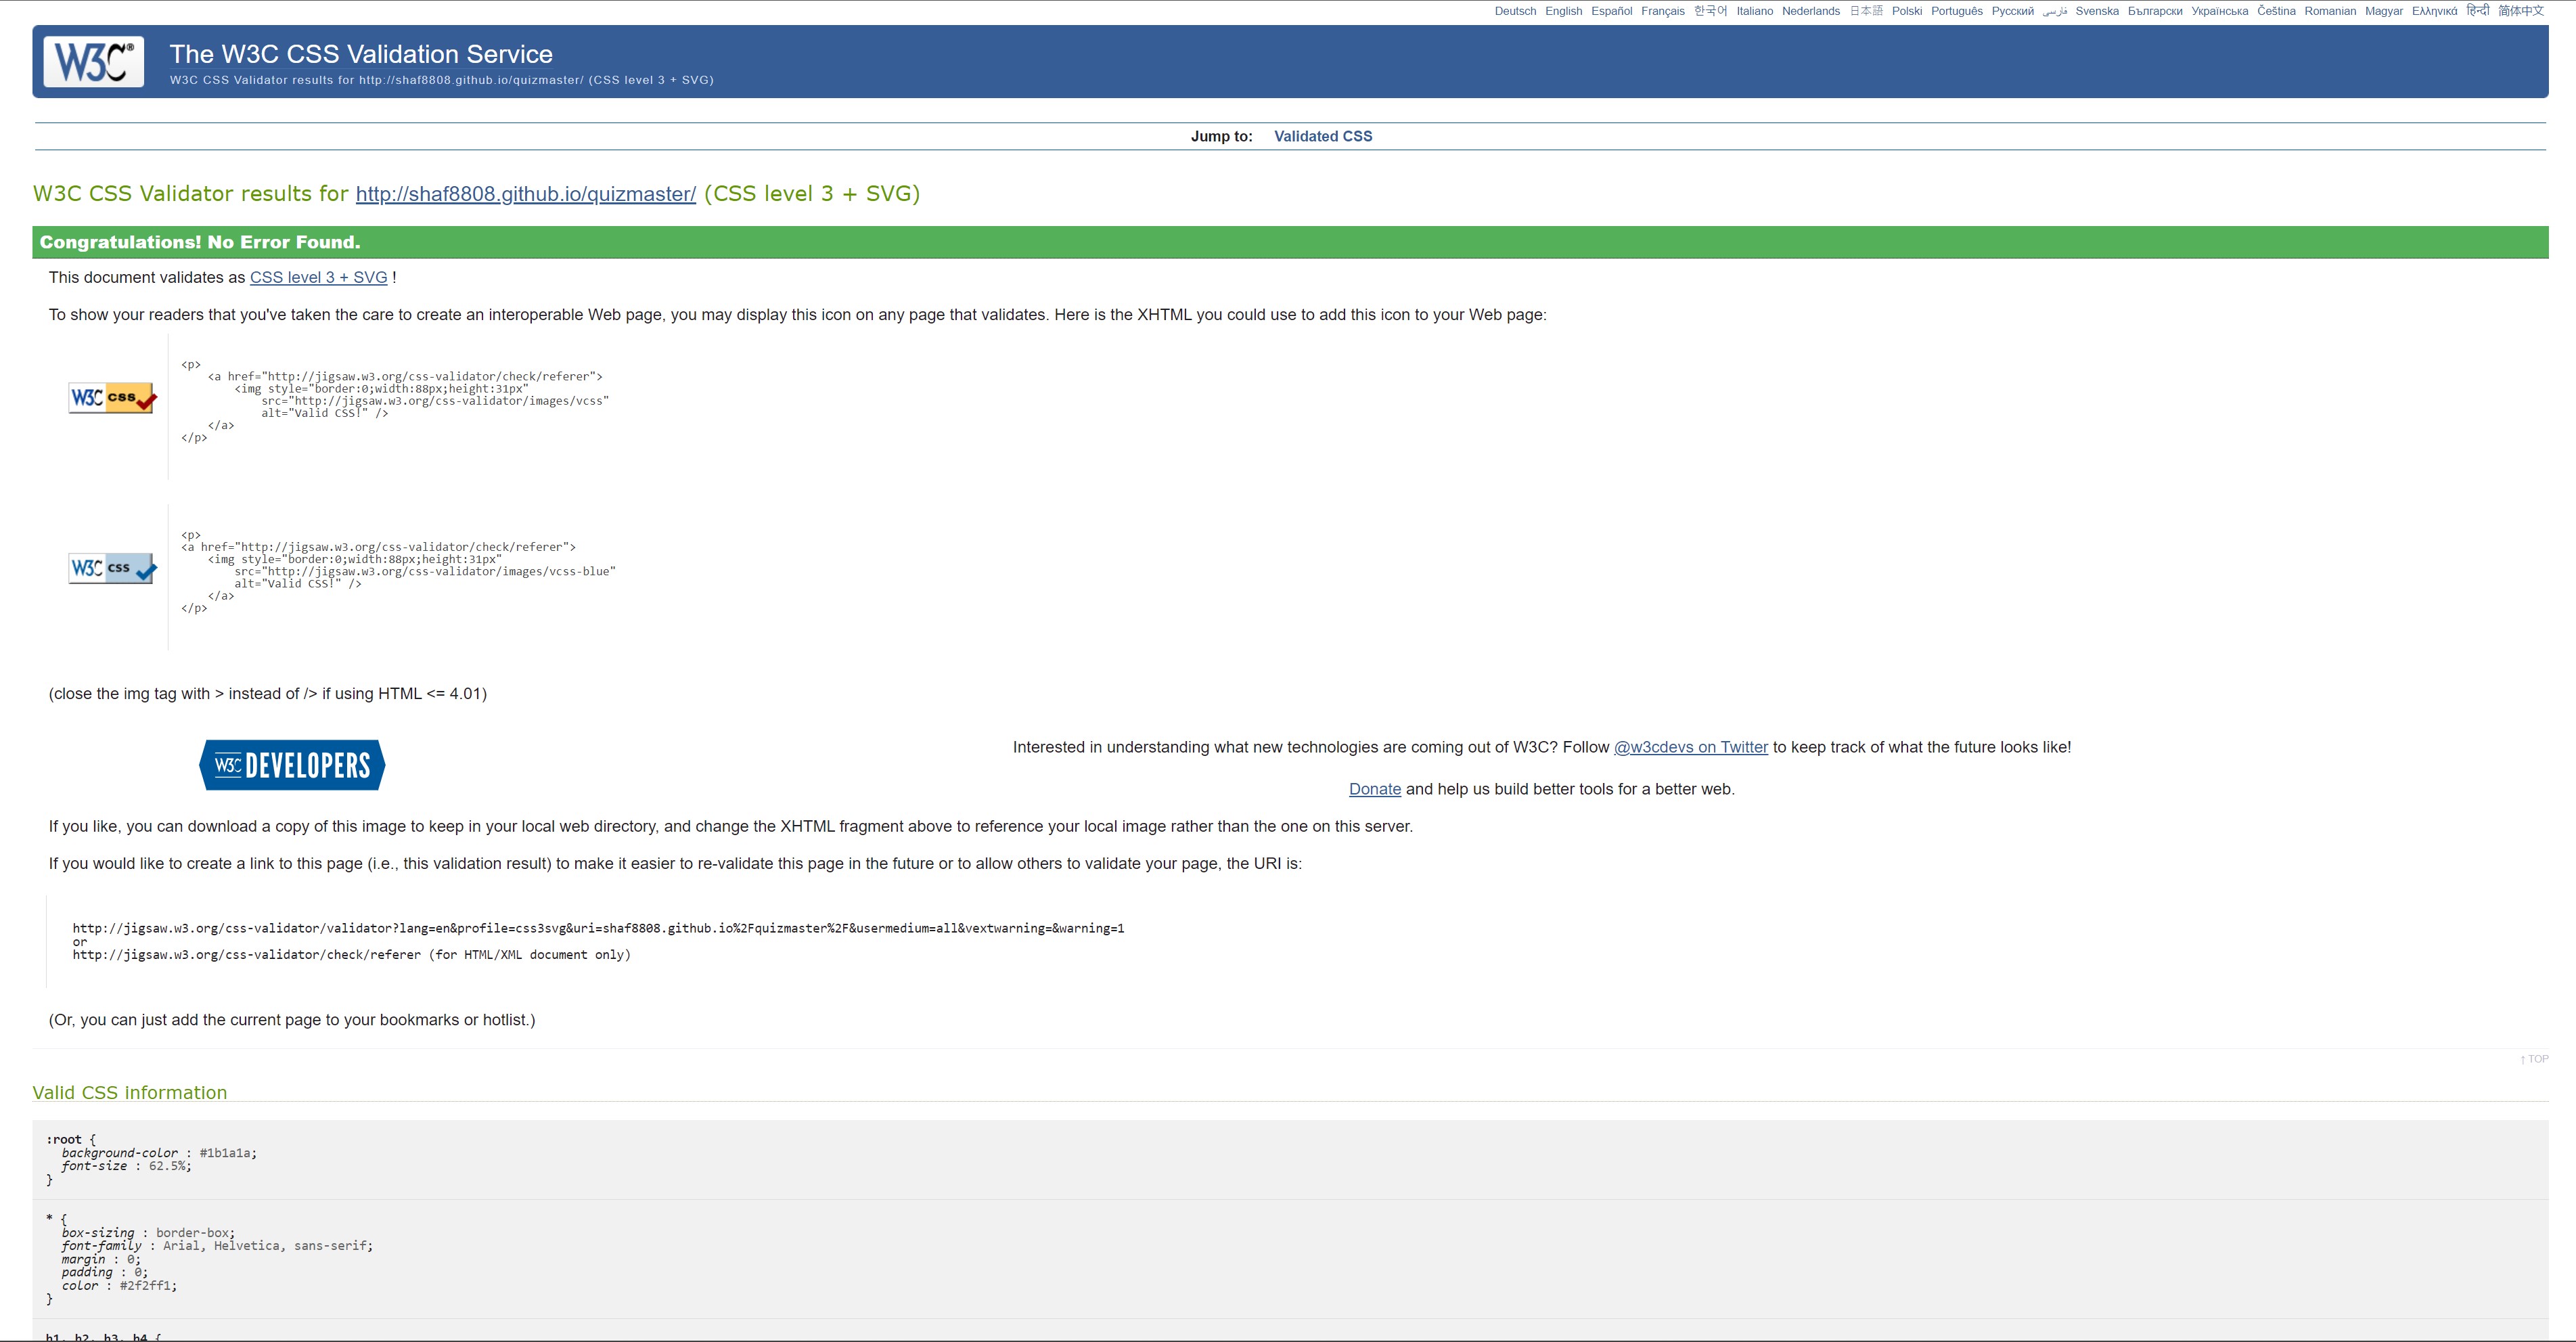 Deutsch English Español Français 한국어 Italiano Nederlands 日本語 Polski Português Русский فارسی Svenska Български Українська Čeština Romanian Magyar Ελληνικά हिन्दी 简体中文
W3C®
The W3C CSS Validation Service
W3C CSS Validator results for http://shaf8808.github.io/quizmaster/ (CSS level 3 + SVG)
Jump to: Validated CSS
W3C CSS Validator results for http://shaf8808.github.io/quizmaster/ (CSS level 3 + SVG)
Congratulations! No Error Found.
This document validates as CSS level 3 + SVG !
To show your readers that you've taken the care to create an interoperable Web page, you may display this icon on any page that validates. Here is the XHTML you could use to add this icon to your Web page:
W3C css
<p>
<a href="http://jigsaw.w3.org/css-validator/check/referer">
<img style="border:0;width:88px;height:31px"
src="http://jigsaw.w3.org/css-validator/images/vcss"
alt="Valid CSS!" />
</a>
</p>
W3C css
<p>
<a href="http://jigsaw.w3.org/css-validator/check/referer">
<img style="border:0;width:88px;height:31px"
src="http://jigsaw.w3.org/css-validator/images/vcss-blue"
alt="Valid CSS!" />
</a>
</p>
(close the img tag with > instead of /> if using HTML <= 4.01)
W3C DEVELOPERS
Interested in understanding what new technologies are coming out of W3C? Follow @w3cdevs on Twitter to keep track of what the future looks like!
Donate and help us build better tools for a better web.
If you like, you can download a copy of this image to keep in your local web directory, and change the XHTML fragment above to reference your local image rather than the one on this server.
If you would like to create a link to this page (i.e., this validation result) to make it easier to re-validate this page in the future or to allow others to validate your page, the URI is:
http://jigsaw.w3.org/css-validator/validator?lang=en&profile=css3svg&uri=shaf8808.github.io%2Fquizmaster%2F&usermedium=all&vextwarning=&warning=1
or
http://jigsaw.w3.org/css-validator/check/referer (for HTML/XML document only)
(Or, you can just add the current page to your bookmarks or hotlist.)
↑ TOP
Valid CSS information
:root {
background-color : #1b1a1a;
font-size : 62.5%;
}
* {
box-sizing : border-box;
font-family : Arial, Helvetica, sans-serif;
margin : 0;
padding : 0;
color : #2f2ff1;
}
h1, h2, h3, h4 {